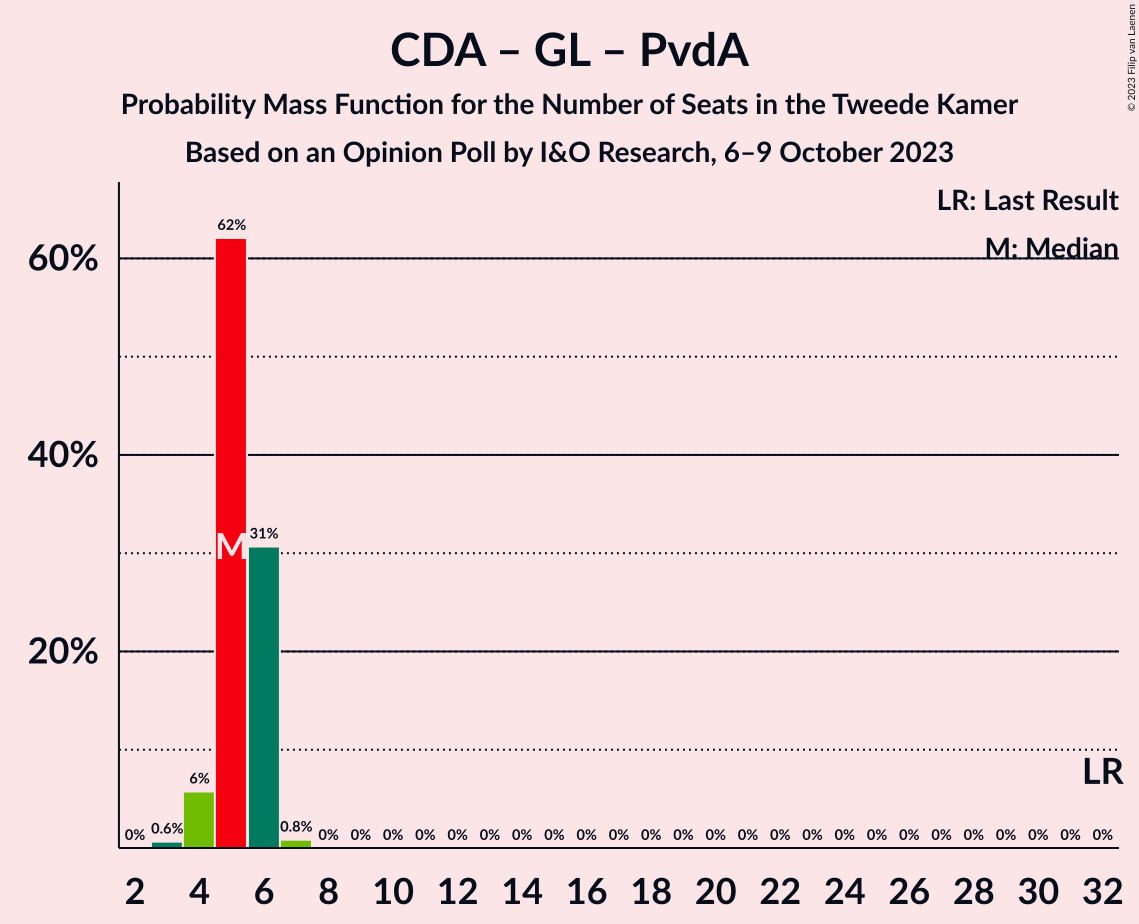 CDA – GL – PvdA
Probability Mass Function for the Number of Seats in the Tweede Kamer
Based on an Opinion Poll by I&O Research, 6–9 October 2023
© 2023 Filip van Laenen
LR: Last Result
M: Median
60%
40%
20%
62%
M
31%
6%
LR
0% 0.6% 0.8% 0% 0% 0% 0% 0% 0% 0% 0% 0% 0% 0% 0% 0% 0% 0% 0% 0% 0% 0% 0% 0% 0% 0% 0%
2 4 6 8 10 12 14 16 18 20 22 24 26 28 30 32